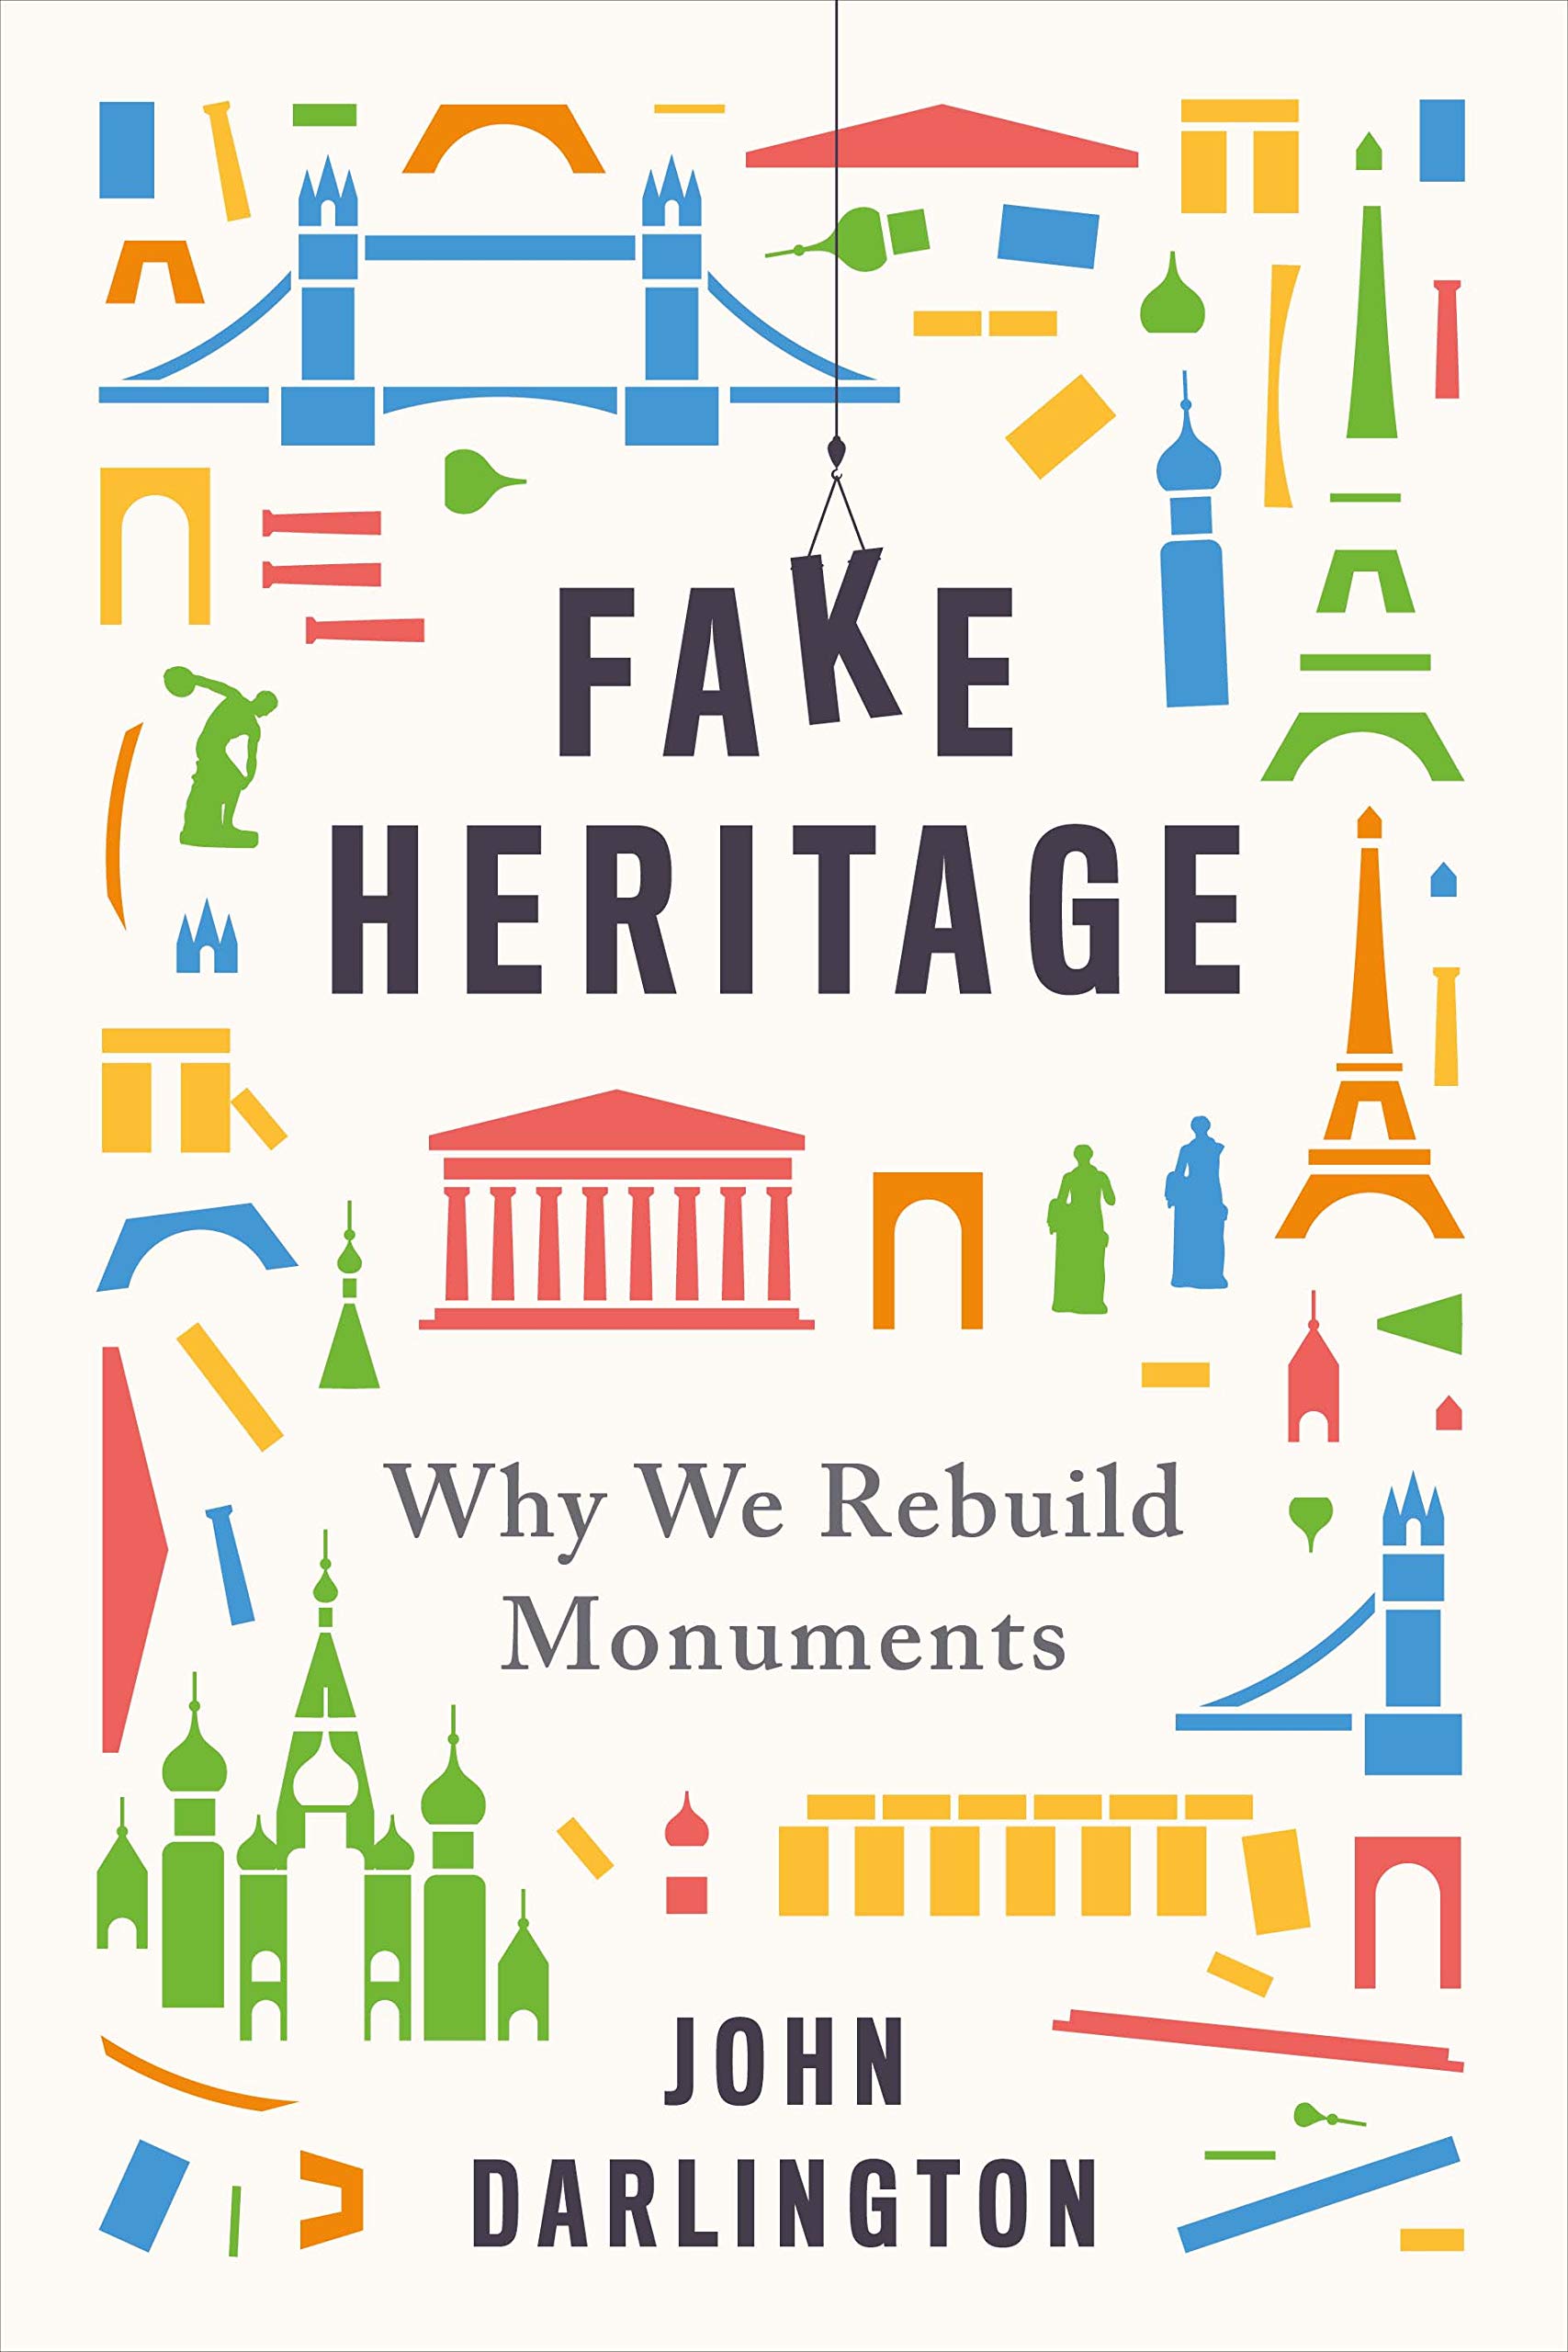 FAKE
HERITAGE
Why We Rebuild
Monuments
JOHN
DARLINGTON